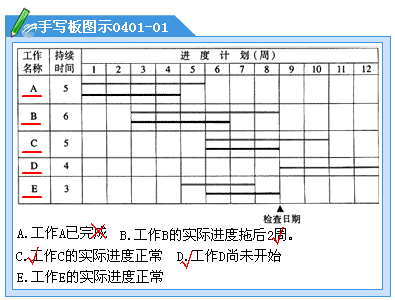 手写板图示0401-01
工作名称 持续时间 进 度 计 划(周)
1 2 3 4 5 6 7 8 9 10 11 12
A 5
B 6
C 5
D 4
E 3
检查日期
A.工作A已完成 B.工作B的实际进度拖后2周。
C.工作C的实际进度正常 D.工作D尚未开始
E.工作E的实际进度正常